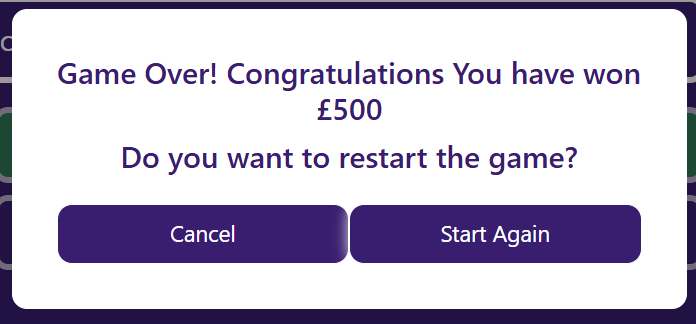 Game Over! Congratulations You have won
£500
Do you want to restart the game?
Cancel
Start Again